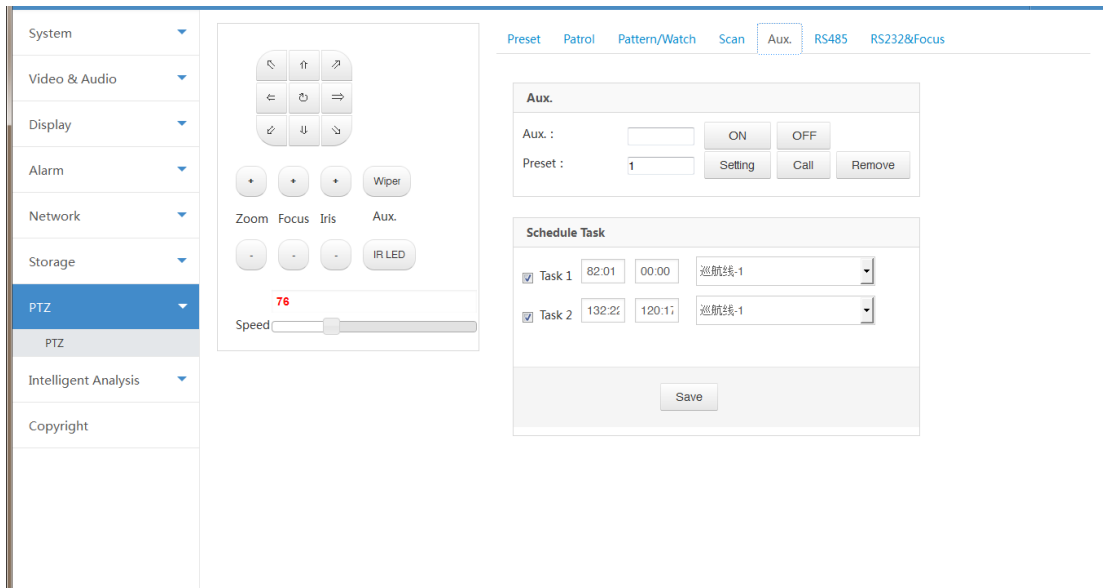 System
Video & Audio
Display
Alarm
Network
Storage
PTZ
PTZ
Intelligent Analysis
Copyright
+ + + Wiper
Zoom Focus Iris Aux.
- - - IR LED
76
Speed
Preset Patrol Pattern/Watch Scan Aux. RS485 RS232&Focus
Aux.
Aux. : ON OFF
Preset : 1 Setting Call Remove
Schedule Task
Task 1 82:01 00:00 巡航线-1
Task 2 132:22 120:17 巡航线-1
Save